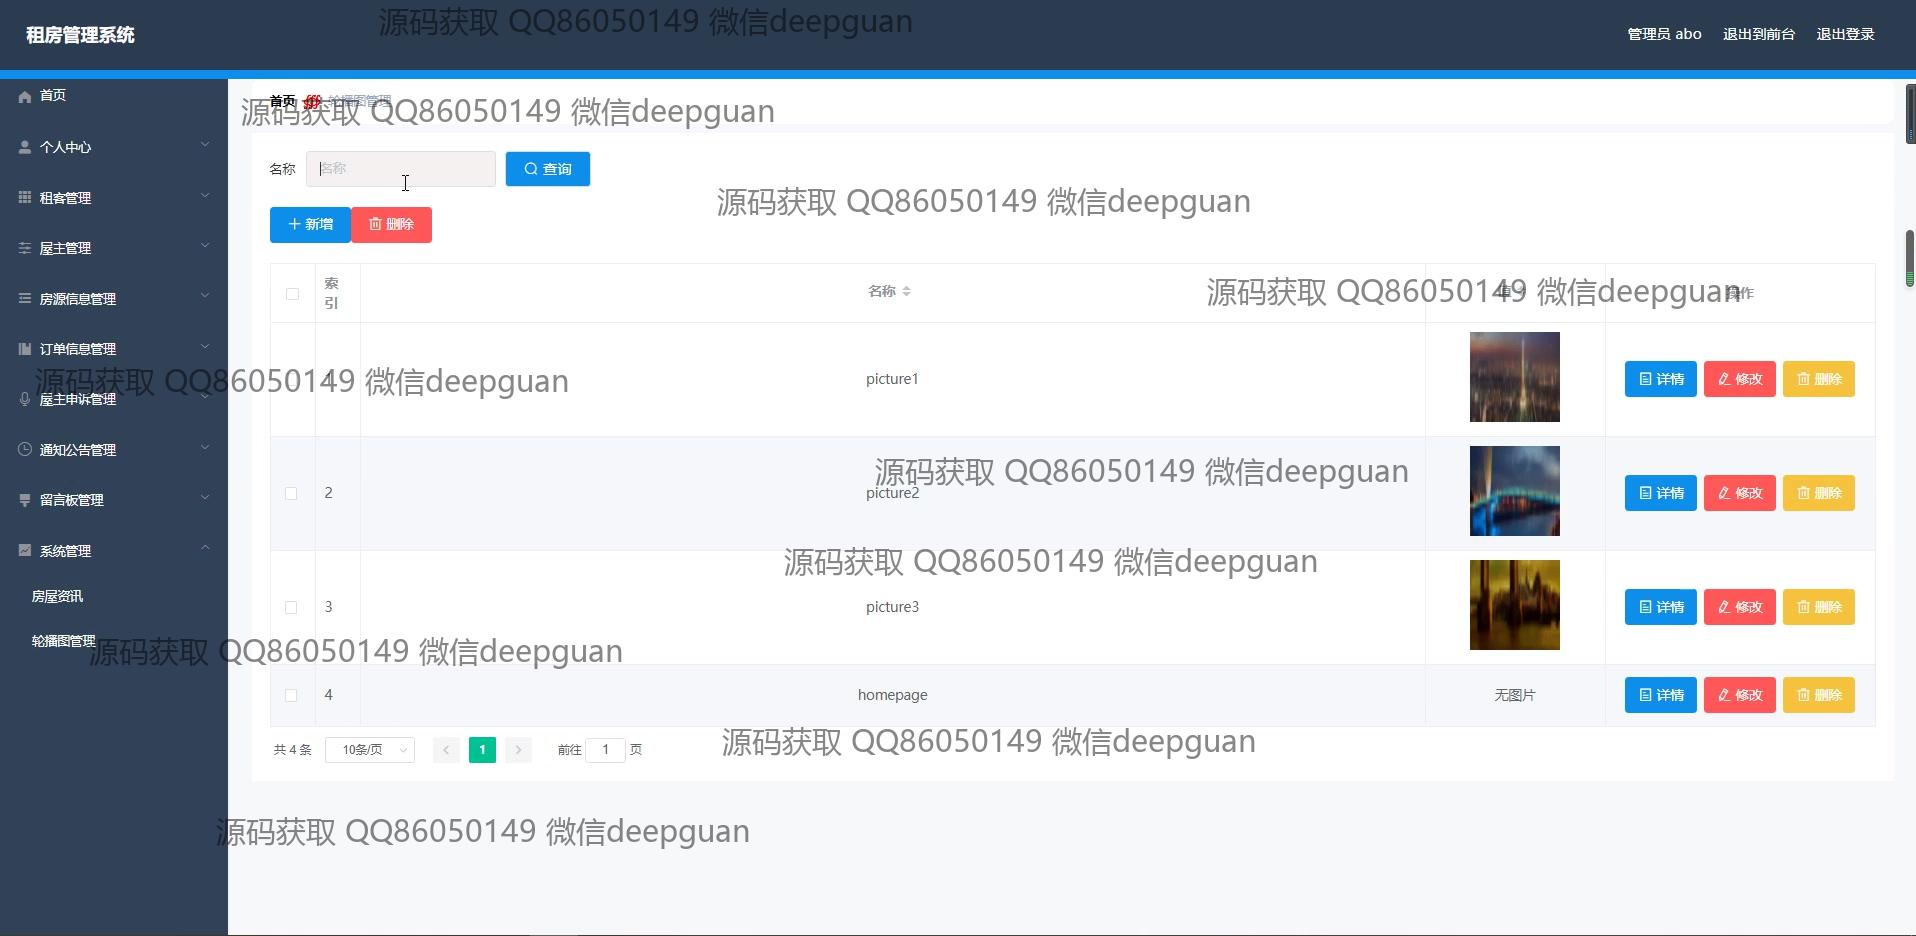 源码获取 QQ86050149 微信deepguan
租房管理系统
管理员 abo 退出到前台 退出登录
首页
首页 轮播图管理
源码获取 QQ86050149 微信deepguan
个人中心
名称 名称 查询
租客管理
源码获取 QQ86050149 微信deepguan
新增 删除
屋主管理
索引 名称 值 操作
源码获取 QQ86050149 微信deepguan
房源信息管理
订单信息管理
源码获取 QQ86050149 微信deepguan
1 picture1 详情 修改 删除
屋主申诉管理
通知公告管理
源码获取 QQ86050149 微信deepguan
2 picture2 详情 修改 删除
留言板管理
系统管理
源码获取 QQ86050149 微信deepguan
房屋资讯
3 picture3 详情 修改 删除
轮播图管理
源码获取 QQ86050149 微信deepguan
4 homepage 无图片 详情 修改 删除
共 4 条 10条/页 1 前往 1 页
源码获取 QQ86050149 微信deepguan
源码获取 QQ86050149 微信deepguan